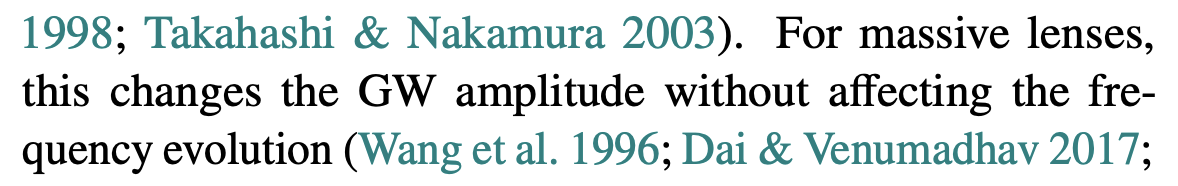 1998; Takahashi & Nakamura 2003). For massive lenses,
this changes the GW amplitude without affecting the fre-
quency evolution (Wang et al. 1996; Dai & Venumadhav 2017;